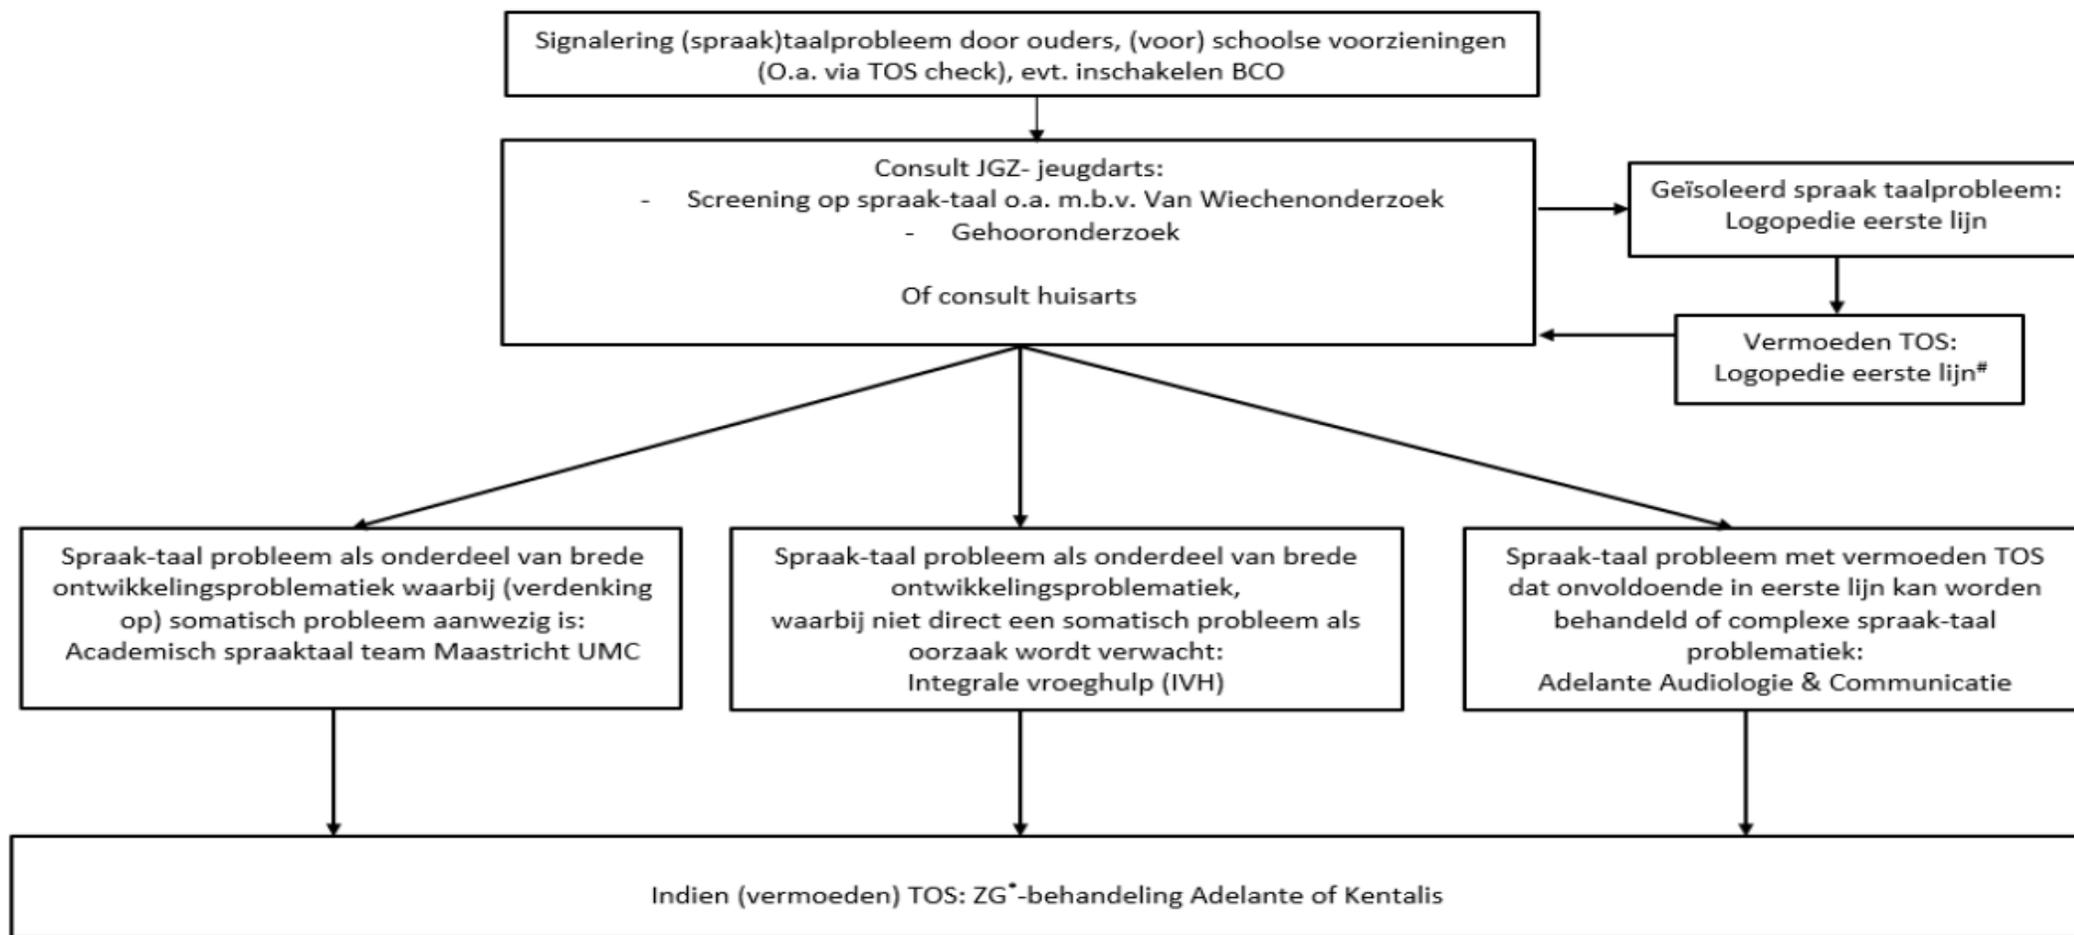 Signalering (spraak)taalprobleem door ouders, (voor) schoolse voorzieningen
(O.a. via TOS check), evt. inschakelen BCO
Consult JGZ- jeugdarts:
- Screening op spraak-taal o.a. m.b.v. Van Wiechenonderzoek
- Gehooronderzoek
Of consult huisarts
Geïsoleerd spraak taalprobleem:
Logopedie eerste lijn
Vermoeden TOS:
Logopedie eerste lijn#
Spraak-taal probleem als onderdeel van brede
ontwikkelingsproblematiek waarbij (verdenking
op) somatisch probleem aanwezig is:
Academisch spraaktaal team Maastricht UMC
Spraak-taal probleem als onderdeel van brede
ontwikkelingsproblematiek,
waarbij niet direct een somatisch probleem als
oorzaak wordt verwacht:
Integrale vroeghulp (IVH)
Spraak-taal probleem met vermoeden TOS
dat onvoldoende in eerste lijn kan worden
behandeld of complexe spraak-taal
problematiek:
Adelante Audiologie & Communicatie
Indien (vermoeden) TOS: ZG*-behandeling Adelante of Kentalis